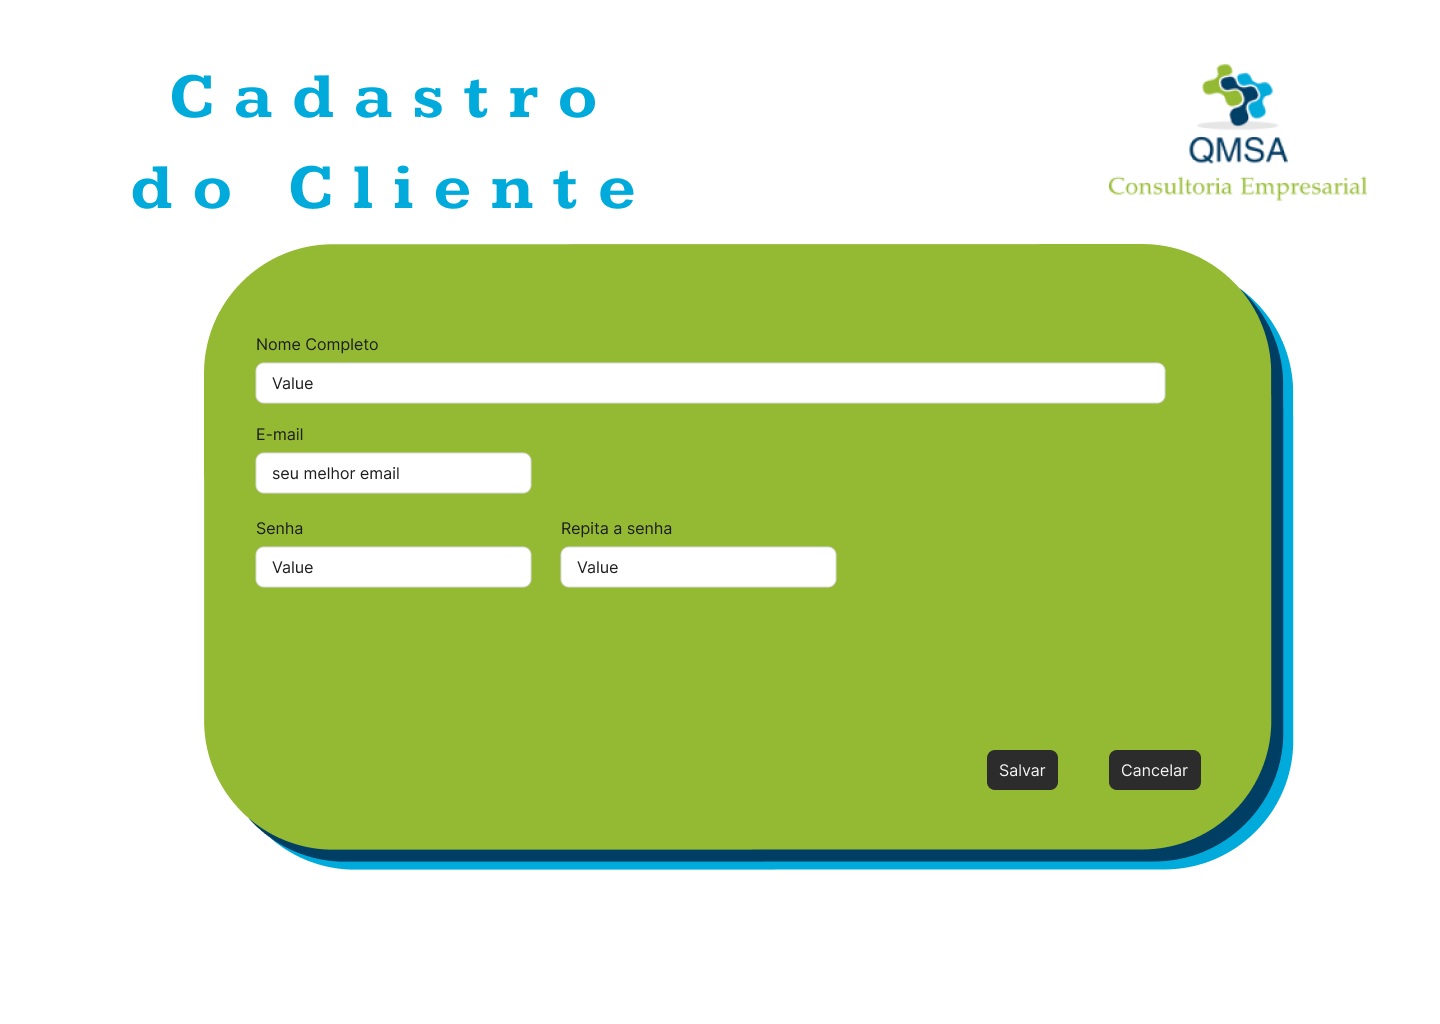 Cadastro
do Cliente
QMSA
Consultoria Empresarial
Nome Completo
Value
E-mail
seu melhor email
Senha
Repita a senha
Value
Value
Salvar
Cancelar